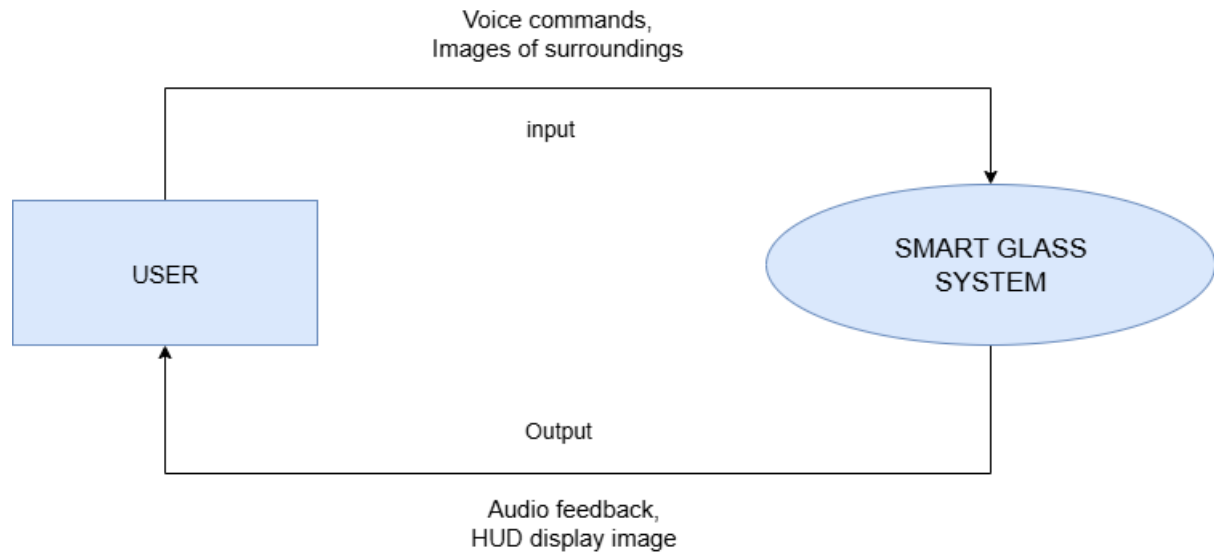 Voice commands,
Images of surroundings
input
USER
SMART GLASS
SYSTEM
Output
Audio feedback,
HUD display image